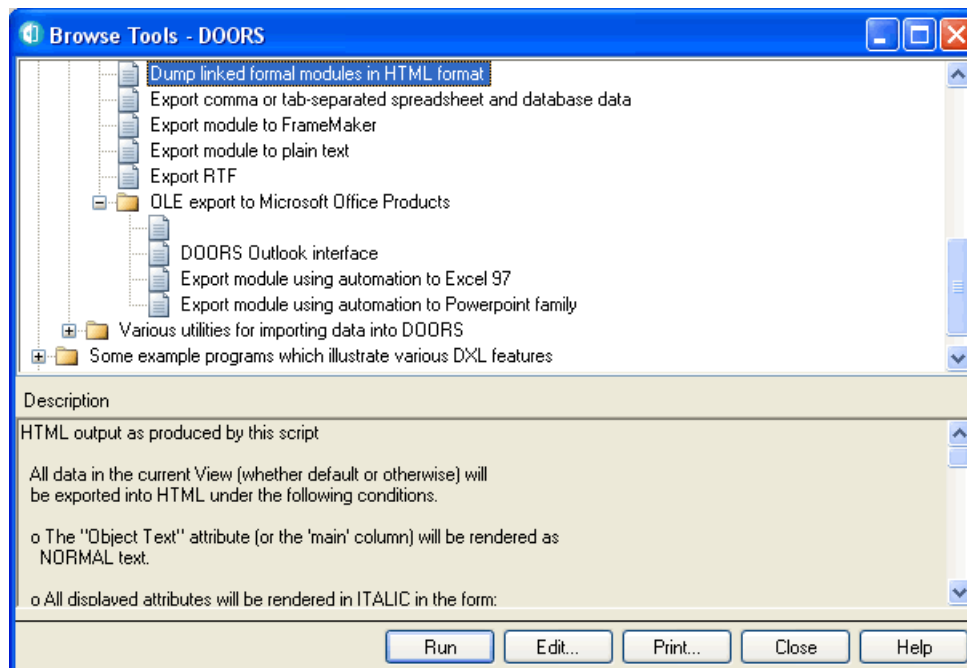 Browse Tools - DOORS
Dump linked formal modules in HTML format
Export comma or tab-separated spreadsheet and database data
Export module to FrameMaker
Export module to plain text
Export RTF
OLE export to Microsoft Office Products
DOORS Outlook interface
Export module using automation to Excel 97
Export module using automation to Powerpoint family
Various utilities for importing data into DOORS
Some example programs which illustrate various DXL features
Description
HTML output as produced by this script
All data in the current View (whether default or otherwise) will
be exported into HTML under the following conditions.
o The "Object Text" attribute (or the 'main' column) will be rendered as
NORMAL text.
o All displayed attributes will be rendered in ITALIC in the form:
Run Edit... Print... Close Help